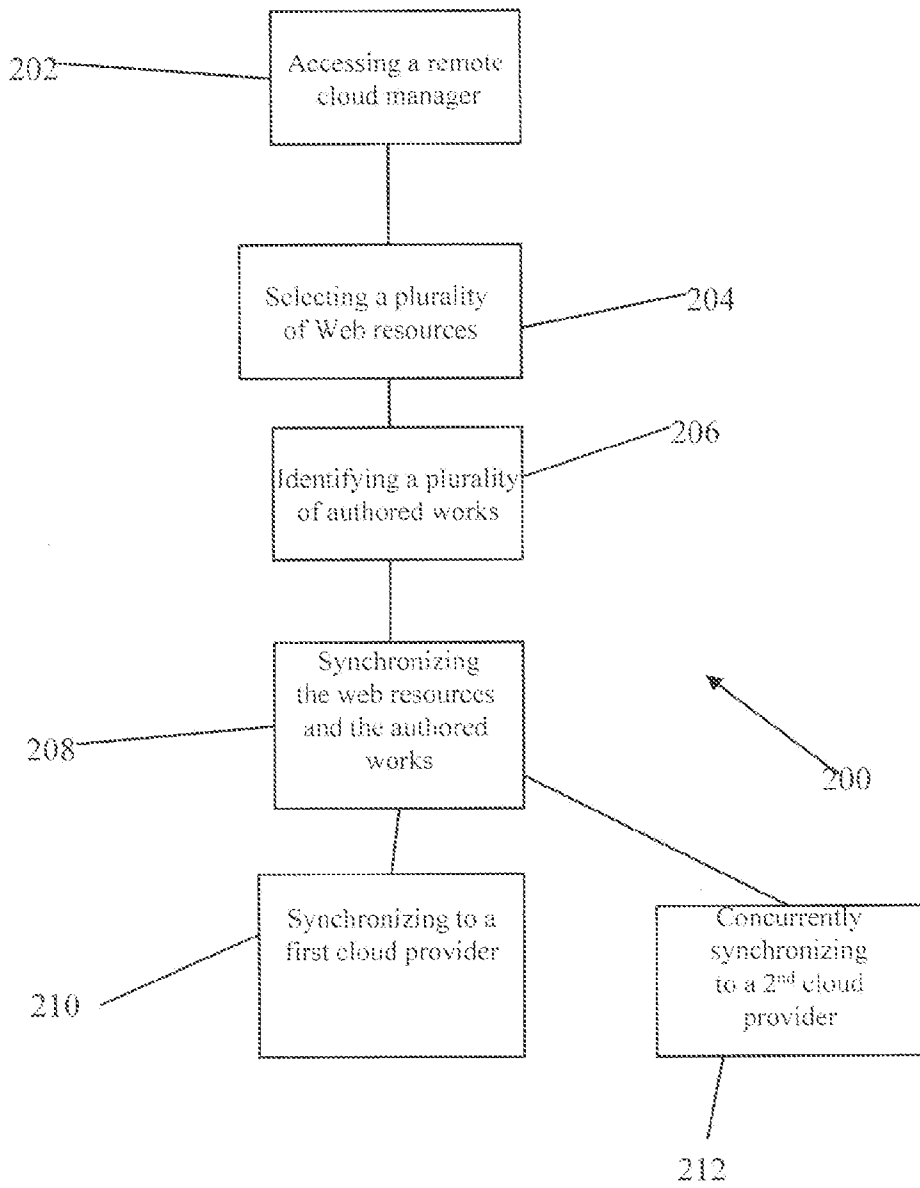 202
Accessing a remote
cloud manager
Selecting a plurality
of Web resources
204
206
Identifying a plurality
of authored works
Synchronizing
the web resources
and the authored
works
208
200
Synchronizing to a
first cloud provider
210
Concurrently
synchronizing
to a 2nd cloud
provider
212